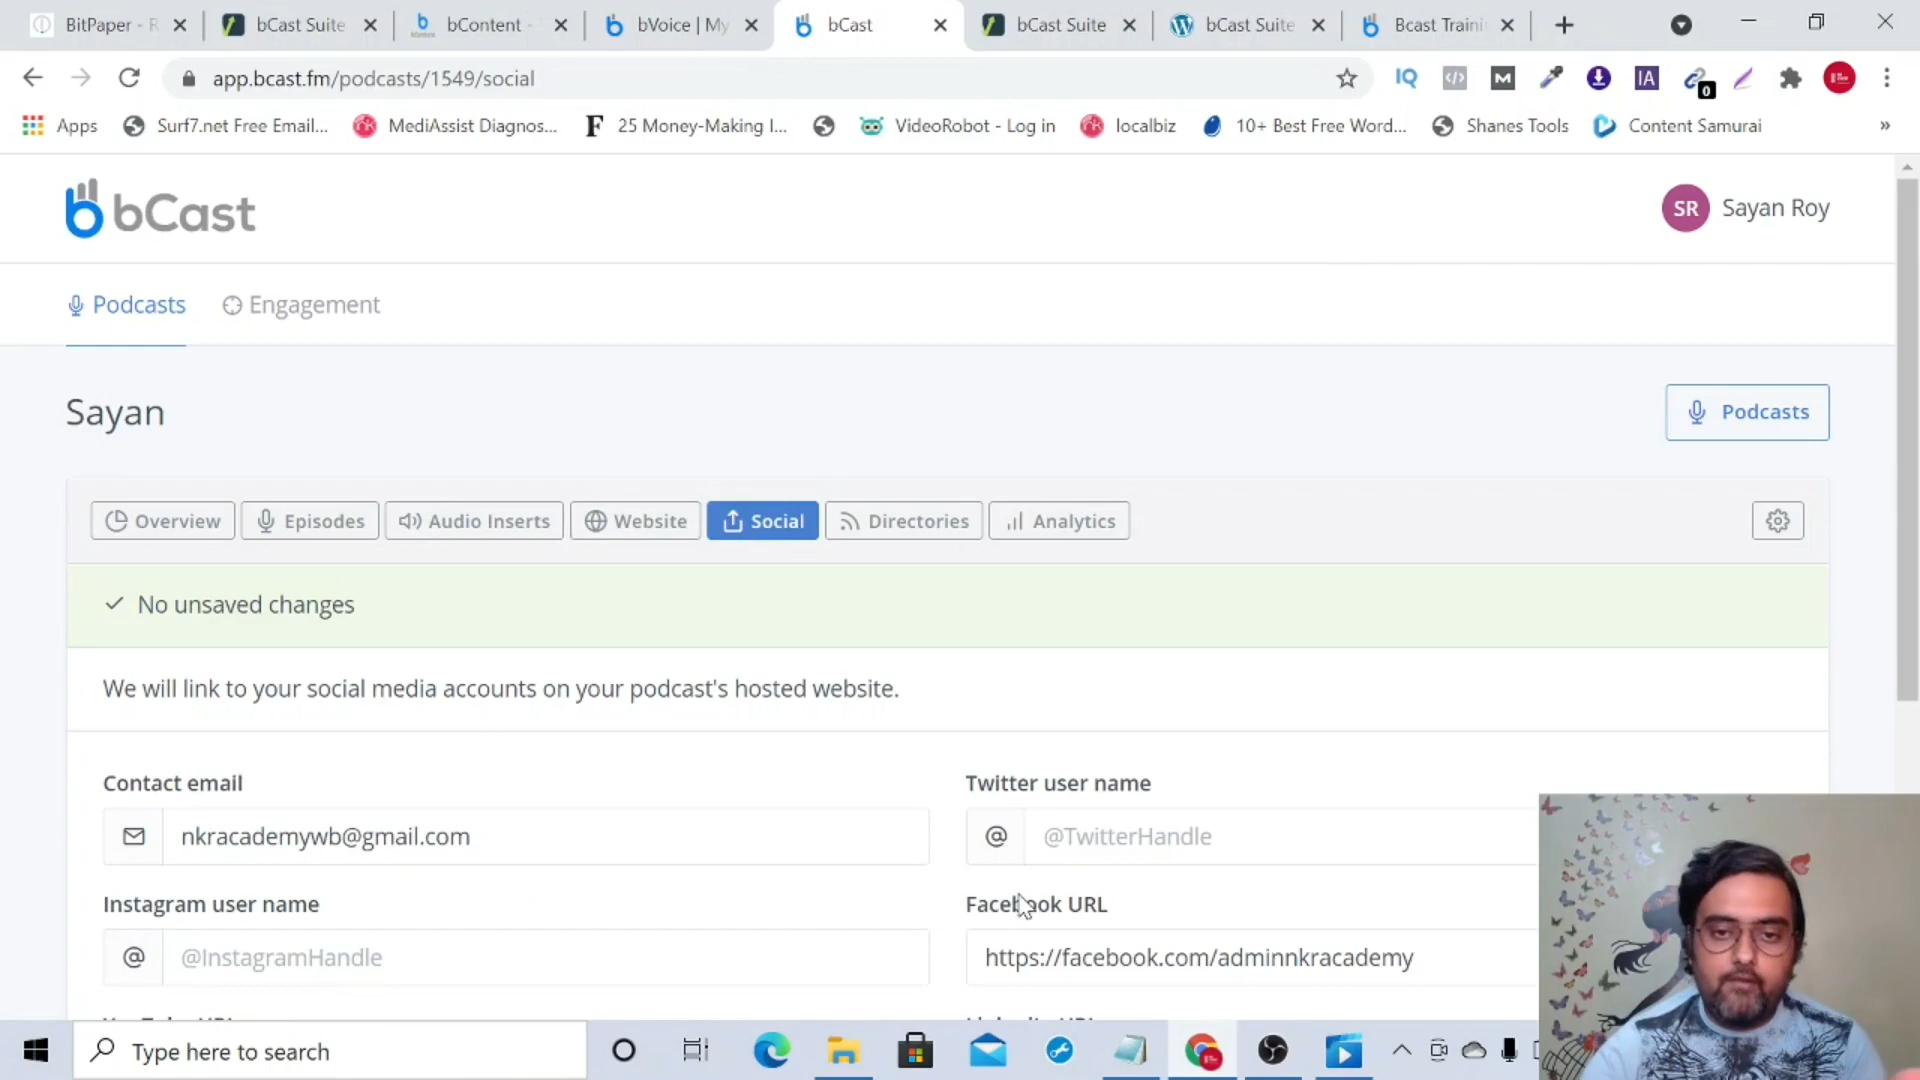 BitPaper - R
bCast Suite
bContent -
bVoice | My
bCast
bCast Suite
bCast Suite
Bcast Traini
app.bcast.fm/podcasts/1549/social
IQ
M
IA
0
Apps
Surf7.net Free Email...
MediAssist Diagnos...
25 Money-Making I...
VideoRobot - Log in
localbiz
10+ Best Free Word...
Shanes Tools
Content Samurai
»
bCast
SR
Sayan Roy
Podcasts
Engagement
Sayan
Podcasts
Overview
Episodes
Audio Inserts
Website
Social
Directories
Analytics
No unsaved changes
We will link to your social media accounts on your podcast's hosted website.
Contact email
Twitter user name
nkracademywb@gmail.com
@
@TwitterHandle
Instagram user name
Facebook URL
@
@InstagramHandle
https://facebook.com/adminnkracademy
Type here to search